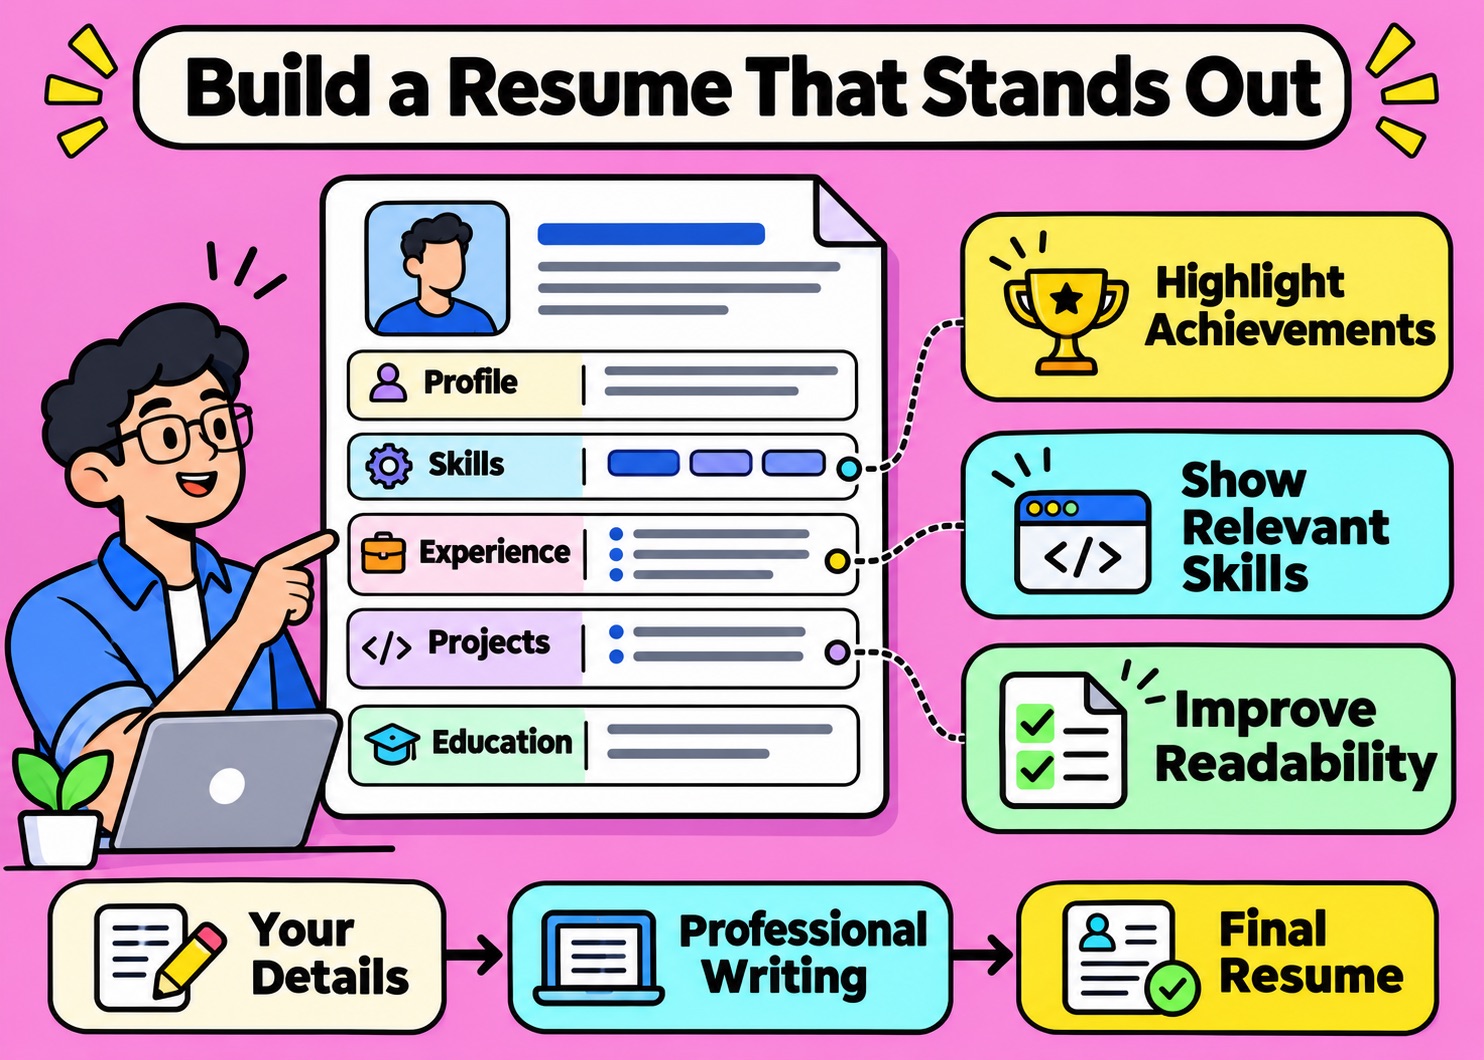 Build a Resume That Stands Out
Profile
Skills
Experience
</> Projects
Education
Highlight
Achievements
</>
Show
Relevant
Skills
Improve
Readability
Your
Details
Professional
Writing
Final
Resume